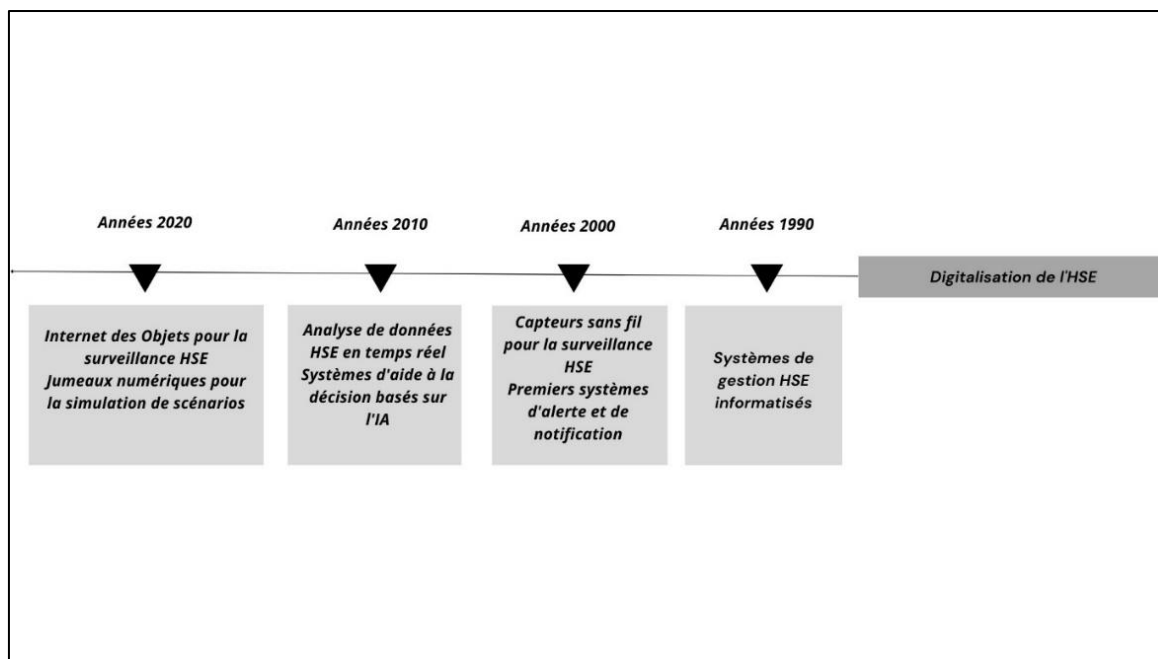 Années 2020
Années 2010
Années 2000
Années 1990
Digitalisation de l'HSE
Internet des Objets pour la
surveillance HSE
Jumeaux numériques pour
la simulation de scénarios
Analyse de données
HSE en temps réel
Systèmes d'aide à la
décision basés sur
l'IA
Capteurs sans fil
pour la surveillance
HSE
Premiers systèmes
d'alerte et de
notification
Systèmes de
gestion HSE
informatisés